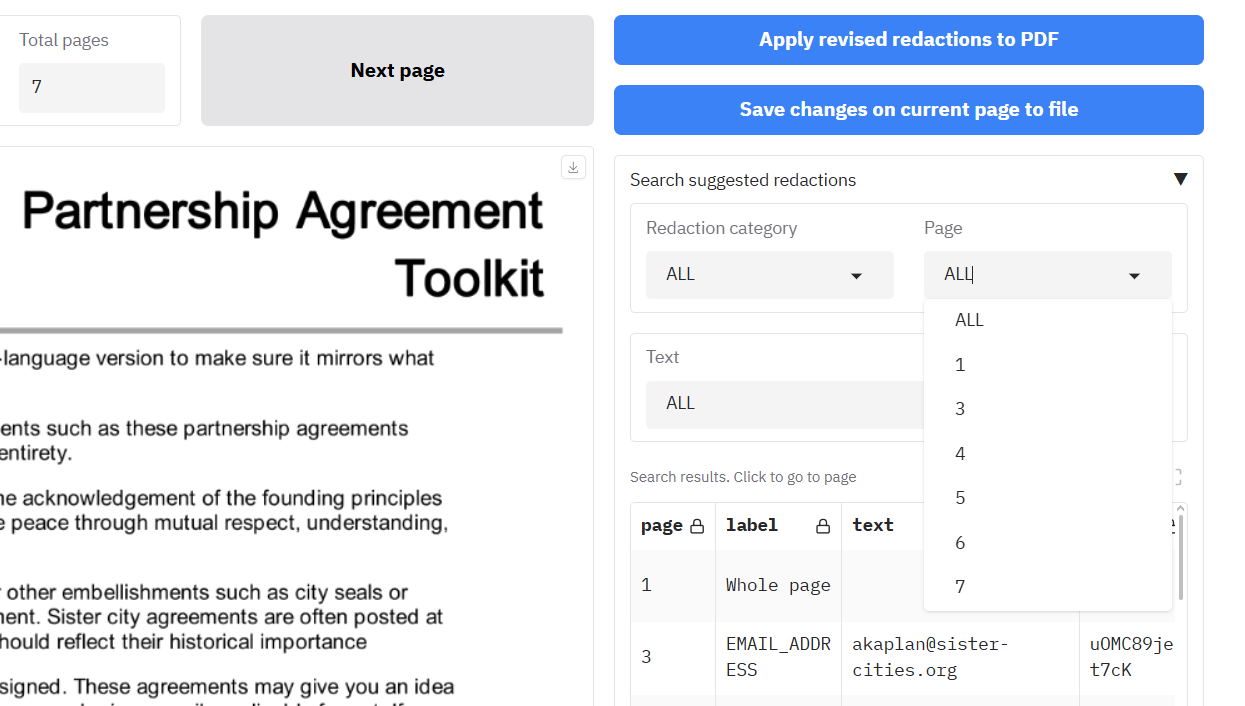 Total pages
7
Next page
Apply revised redactions to PDF
Save changes on current page to file
Partnership Agreement
Toolkit
-language version to make sure it mirrors what
ents such as these partnership agreements
entirety.
he acknowledgement of the founding principles
e peace through mutual respect, understanding,
other embellishments such as city seals or
nent. Sister city agreements are often posted at
hould reflect their historical importance
signed. These agreements may give you an idea
Search suggested redactions
Redaction category
Page
ALL
ALL
ALL
1
3
4
5
6
7
Text
ALL
Search results. Click to go to page
page label text
1 Whole page
3 EMAIL_ADDR akaplan@sister- uOMC89je
ESS cities.org t7cK